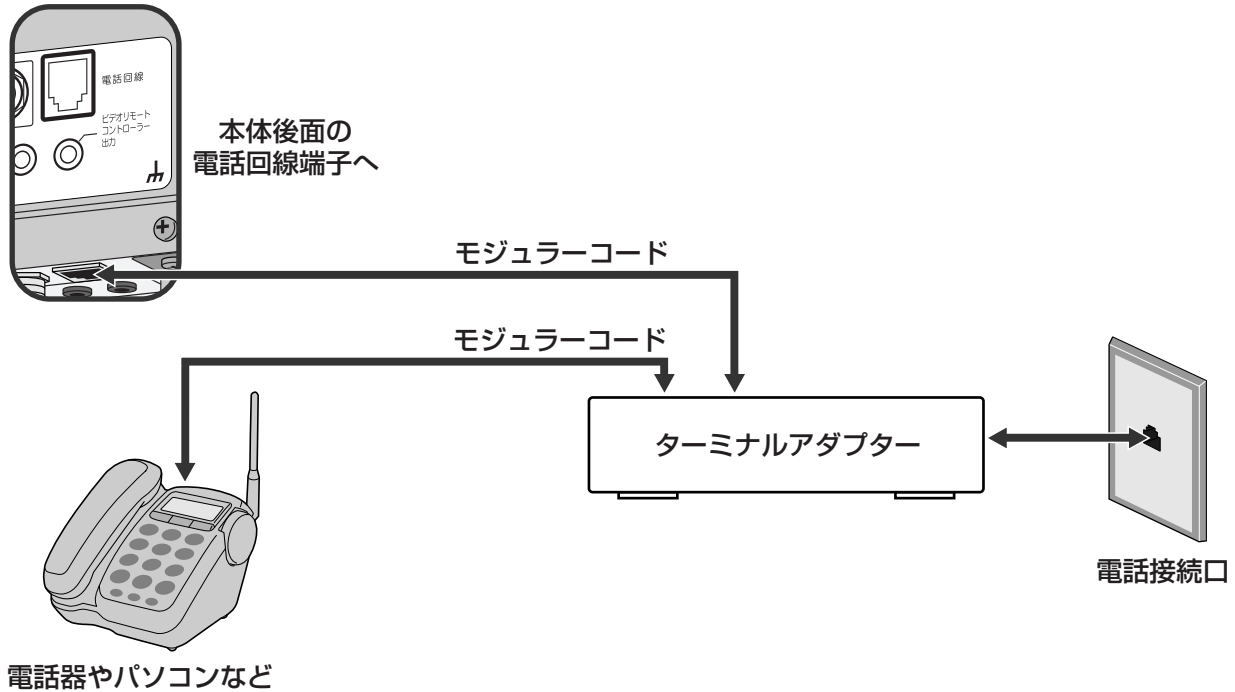 電話回線
ビデオリモート
コントローラー
出力
本体後面の
電話回線端子へ
モジュラーコード
モジュラーコード
ターミナルアダプター
電話接続口
電話器やパソコンなど